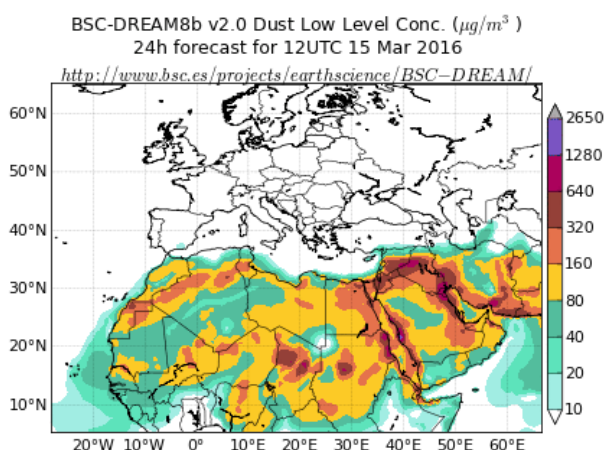 BSC-DREAM8b v2.0 Dust Low Level Conc. (μg/m³ )
24h forecast for 12UTC 15 Mar 2016
http://www.bsc.es/projects/earthscience/BSC−DREAM/
60°N
50°N
40°N
30°N
20°N
10°N
20°W 10°W 0° 10°E 20°E 30°E 40°E 50°E 60°E
2650
1280
640
320
160
80
40
20
10